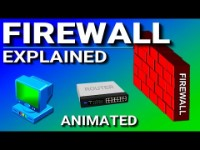 FIREWALL
EXPLAINED
ROUTER
FIREWALL
ANIMATED